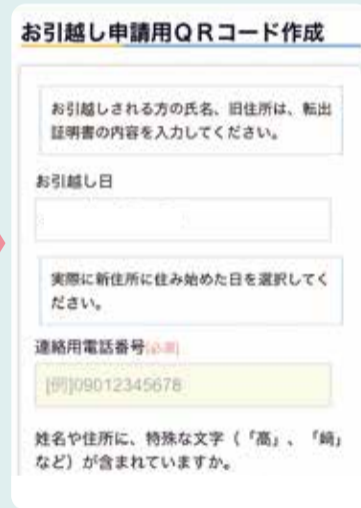 お引越し申請用QRコード作成
お引越しされる方の氏名、旧住所は、転出
証明書の内容を入力してください。
お引越し日
実際に新住所に住み始めた日を選択してく
ださい。
連絡用電話番号[必須]
[例]09012345678
姓名や住所に、特殊な文字（「髙」、「﨑」
など）が含まれていますか。